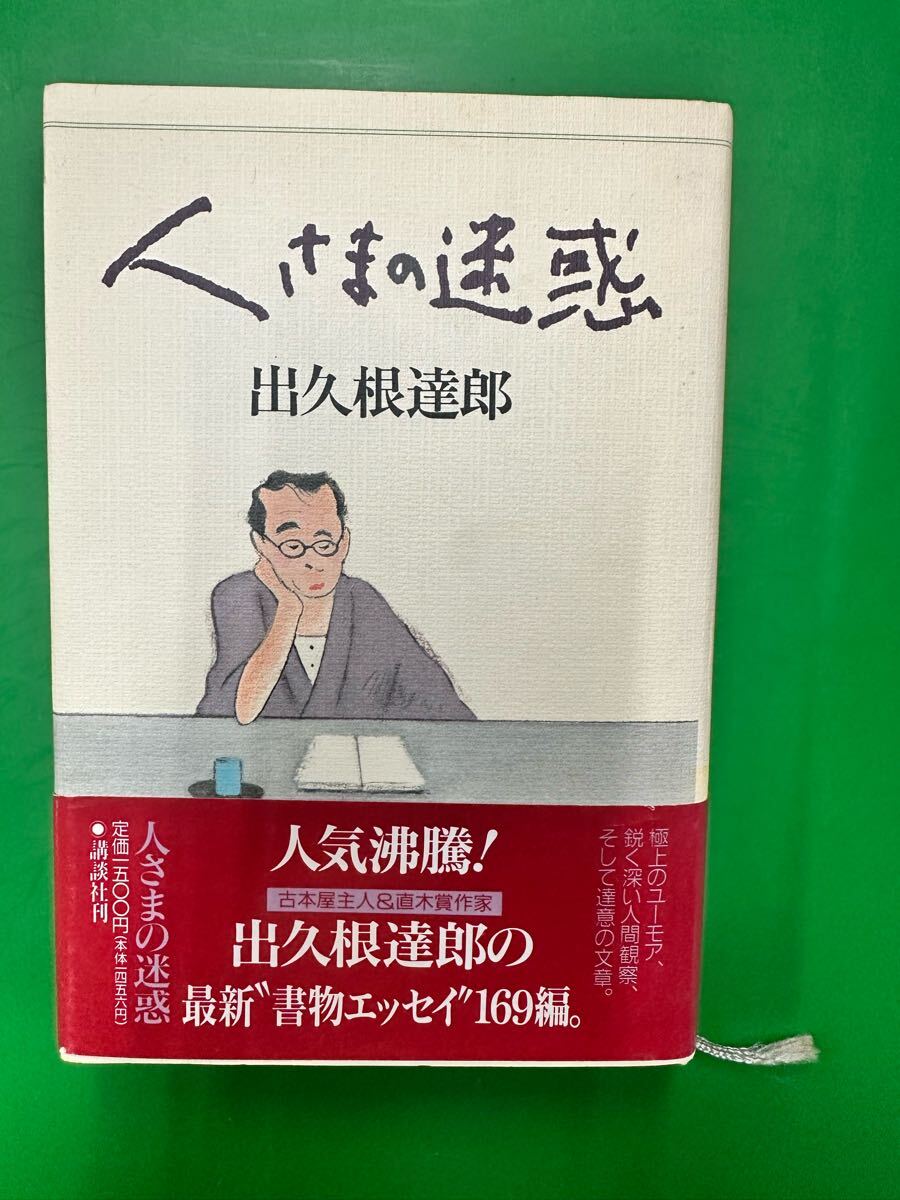 人さまの迷惑
出久根達郎
人気沸騰!
古本屋主人&直木賞作家
出久根達郎の
最新〝書物エッセイ〟169編。
極上のユーモア、
鋭く深い人間観察、
そして達意の文章。
人さまの迷惑
定価一五〇〇円(本体一四五六円)
●講談社刊